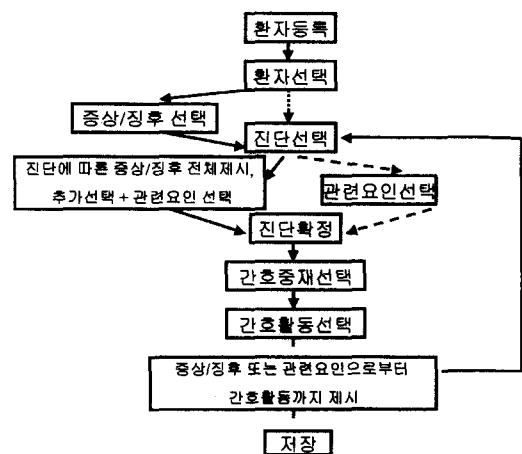 환자등록
환자선택
증상/징후 선택
진단선택
진단에 따른 증상/징후 전체제시,
추가선택 + 관련요인 선택
관련요인선택
진단확정
간호중재선택
간호활동선택
증상/징후 또는 관련요인으로부터
간호활동까지 제시
저장